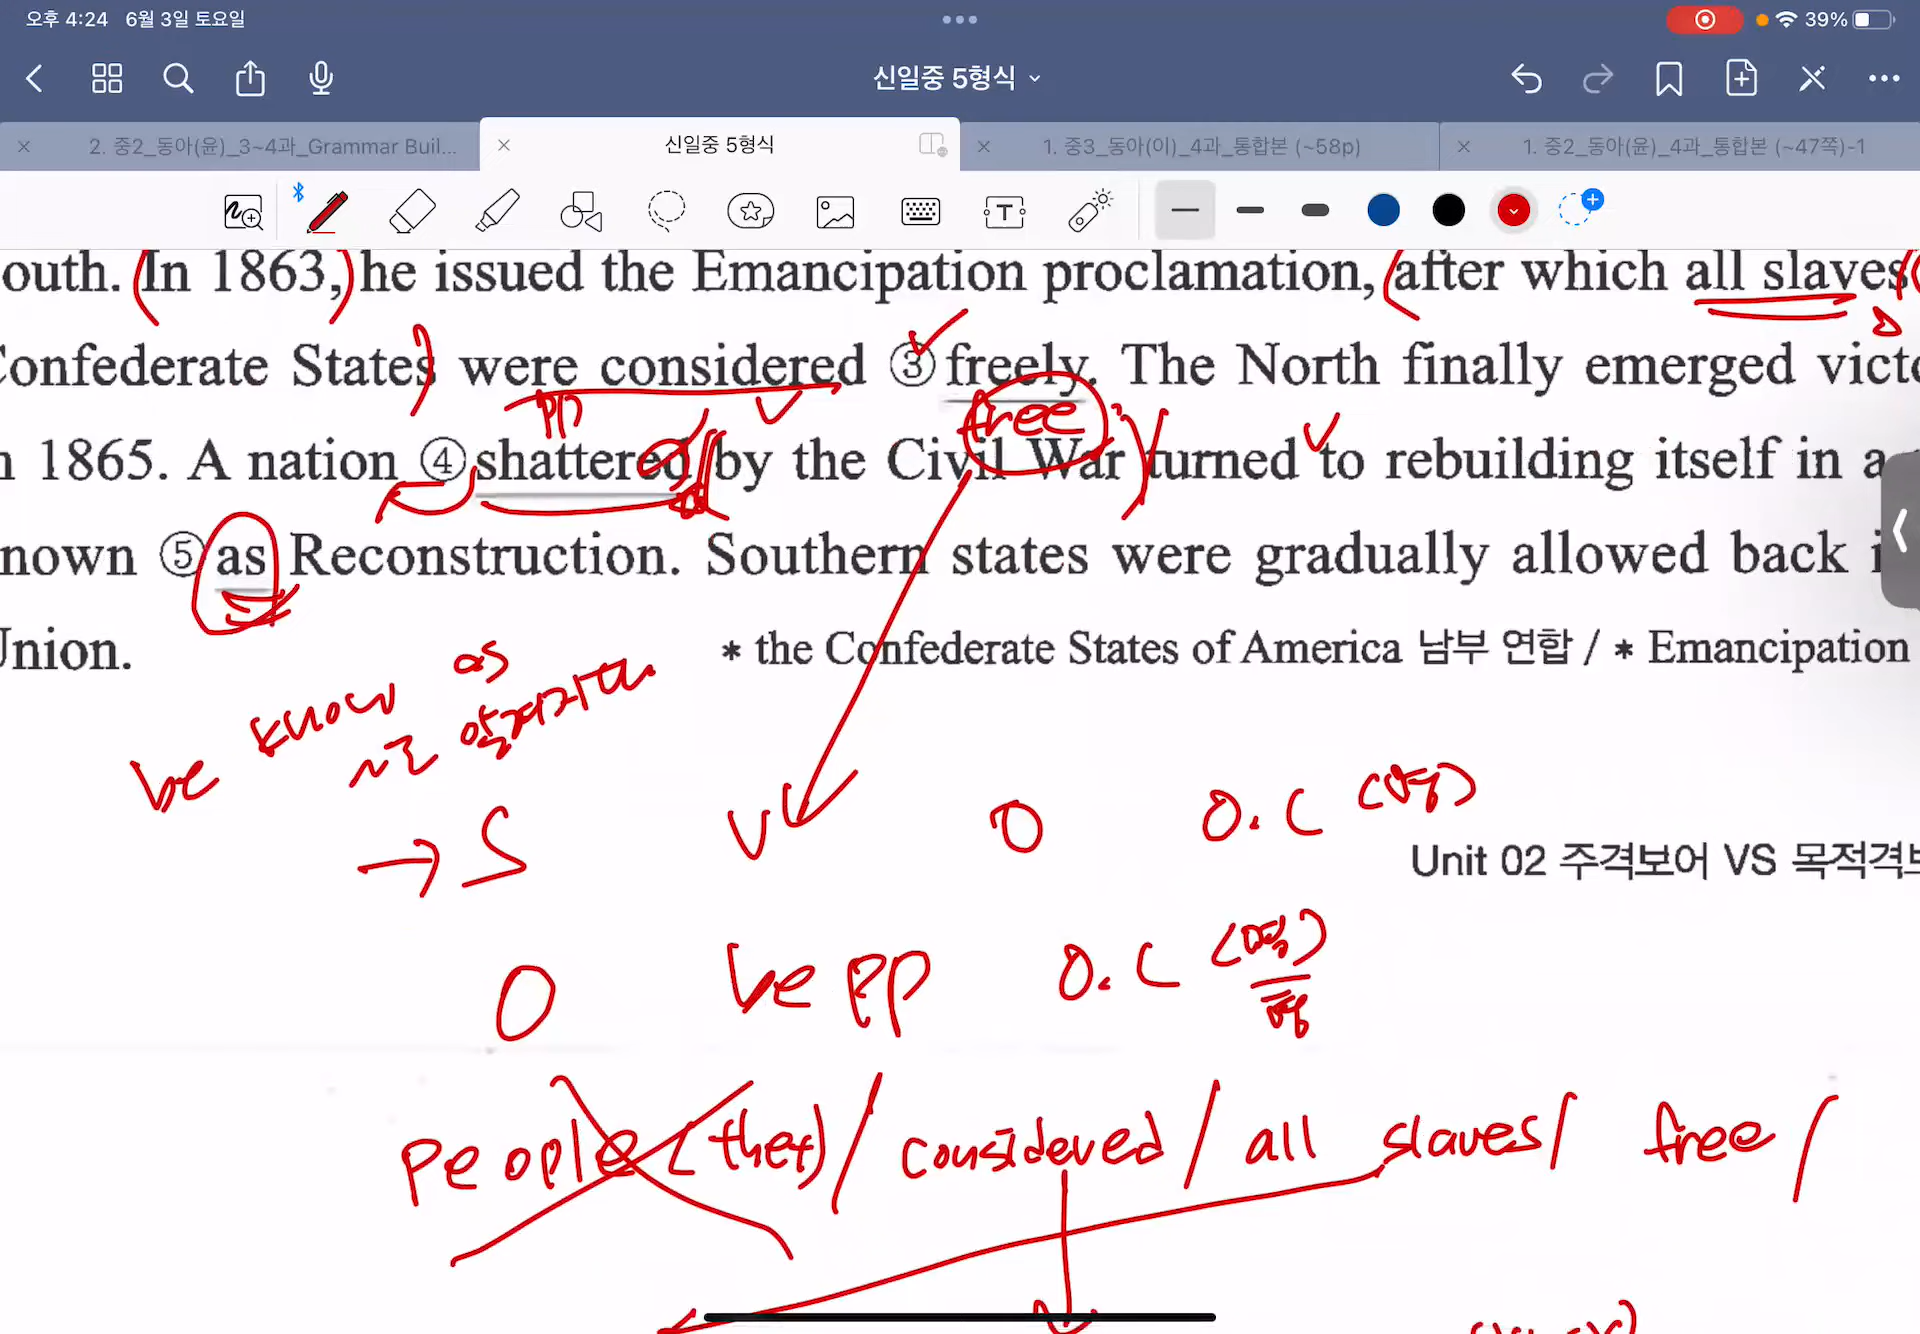 오후 4:24 6월 3일 토요일
39%
신일중 5형식
2. 중2_동아(윤)_3~4과_Grammar Buil...
신일중 5형식
1. 중3_동아(이)_4과_통합본 (~58p)
1. 중2_동아(윤)_4과_통합본 (~47쪽)-1
outh. (In 1863,) he issued the Emancipation proclamation, (after which all slaves (
Confederate States) were considered ③ freely. The North finally emerged victo
pp
free
n 1865. A nation ④ shattered (by the Civil War) turned to rebuilding itself in a
nown ⑤ as Reconstruction. Southern states were gradually allowed back i
Union.
* the Confederate States of America 남부 연합 / * Emancipation
be know as
~로 알려지다.
→ S V O O.C (명)
Unit 02 주격보어 VS 목적격보
O be pp O.C (명) 형
People (they) / considered / all slaves / free /